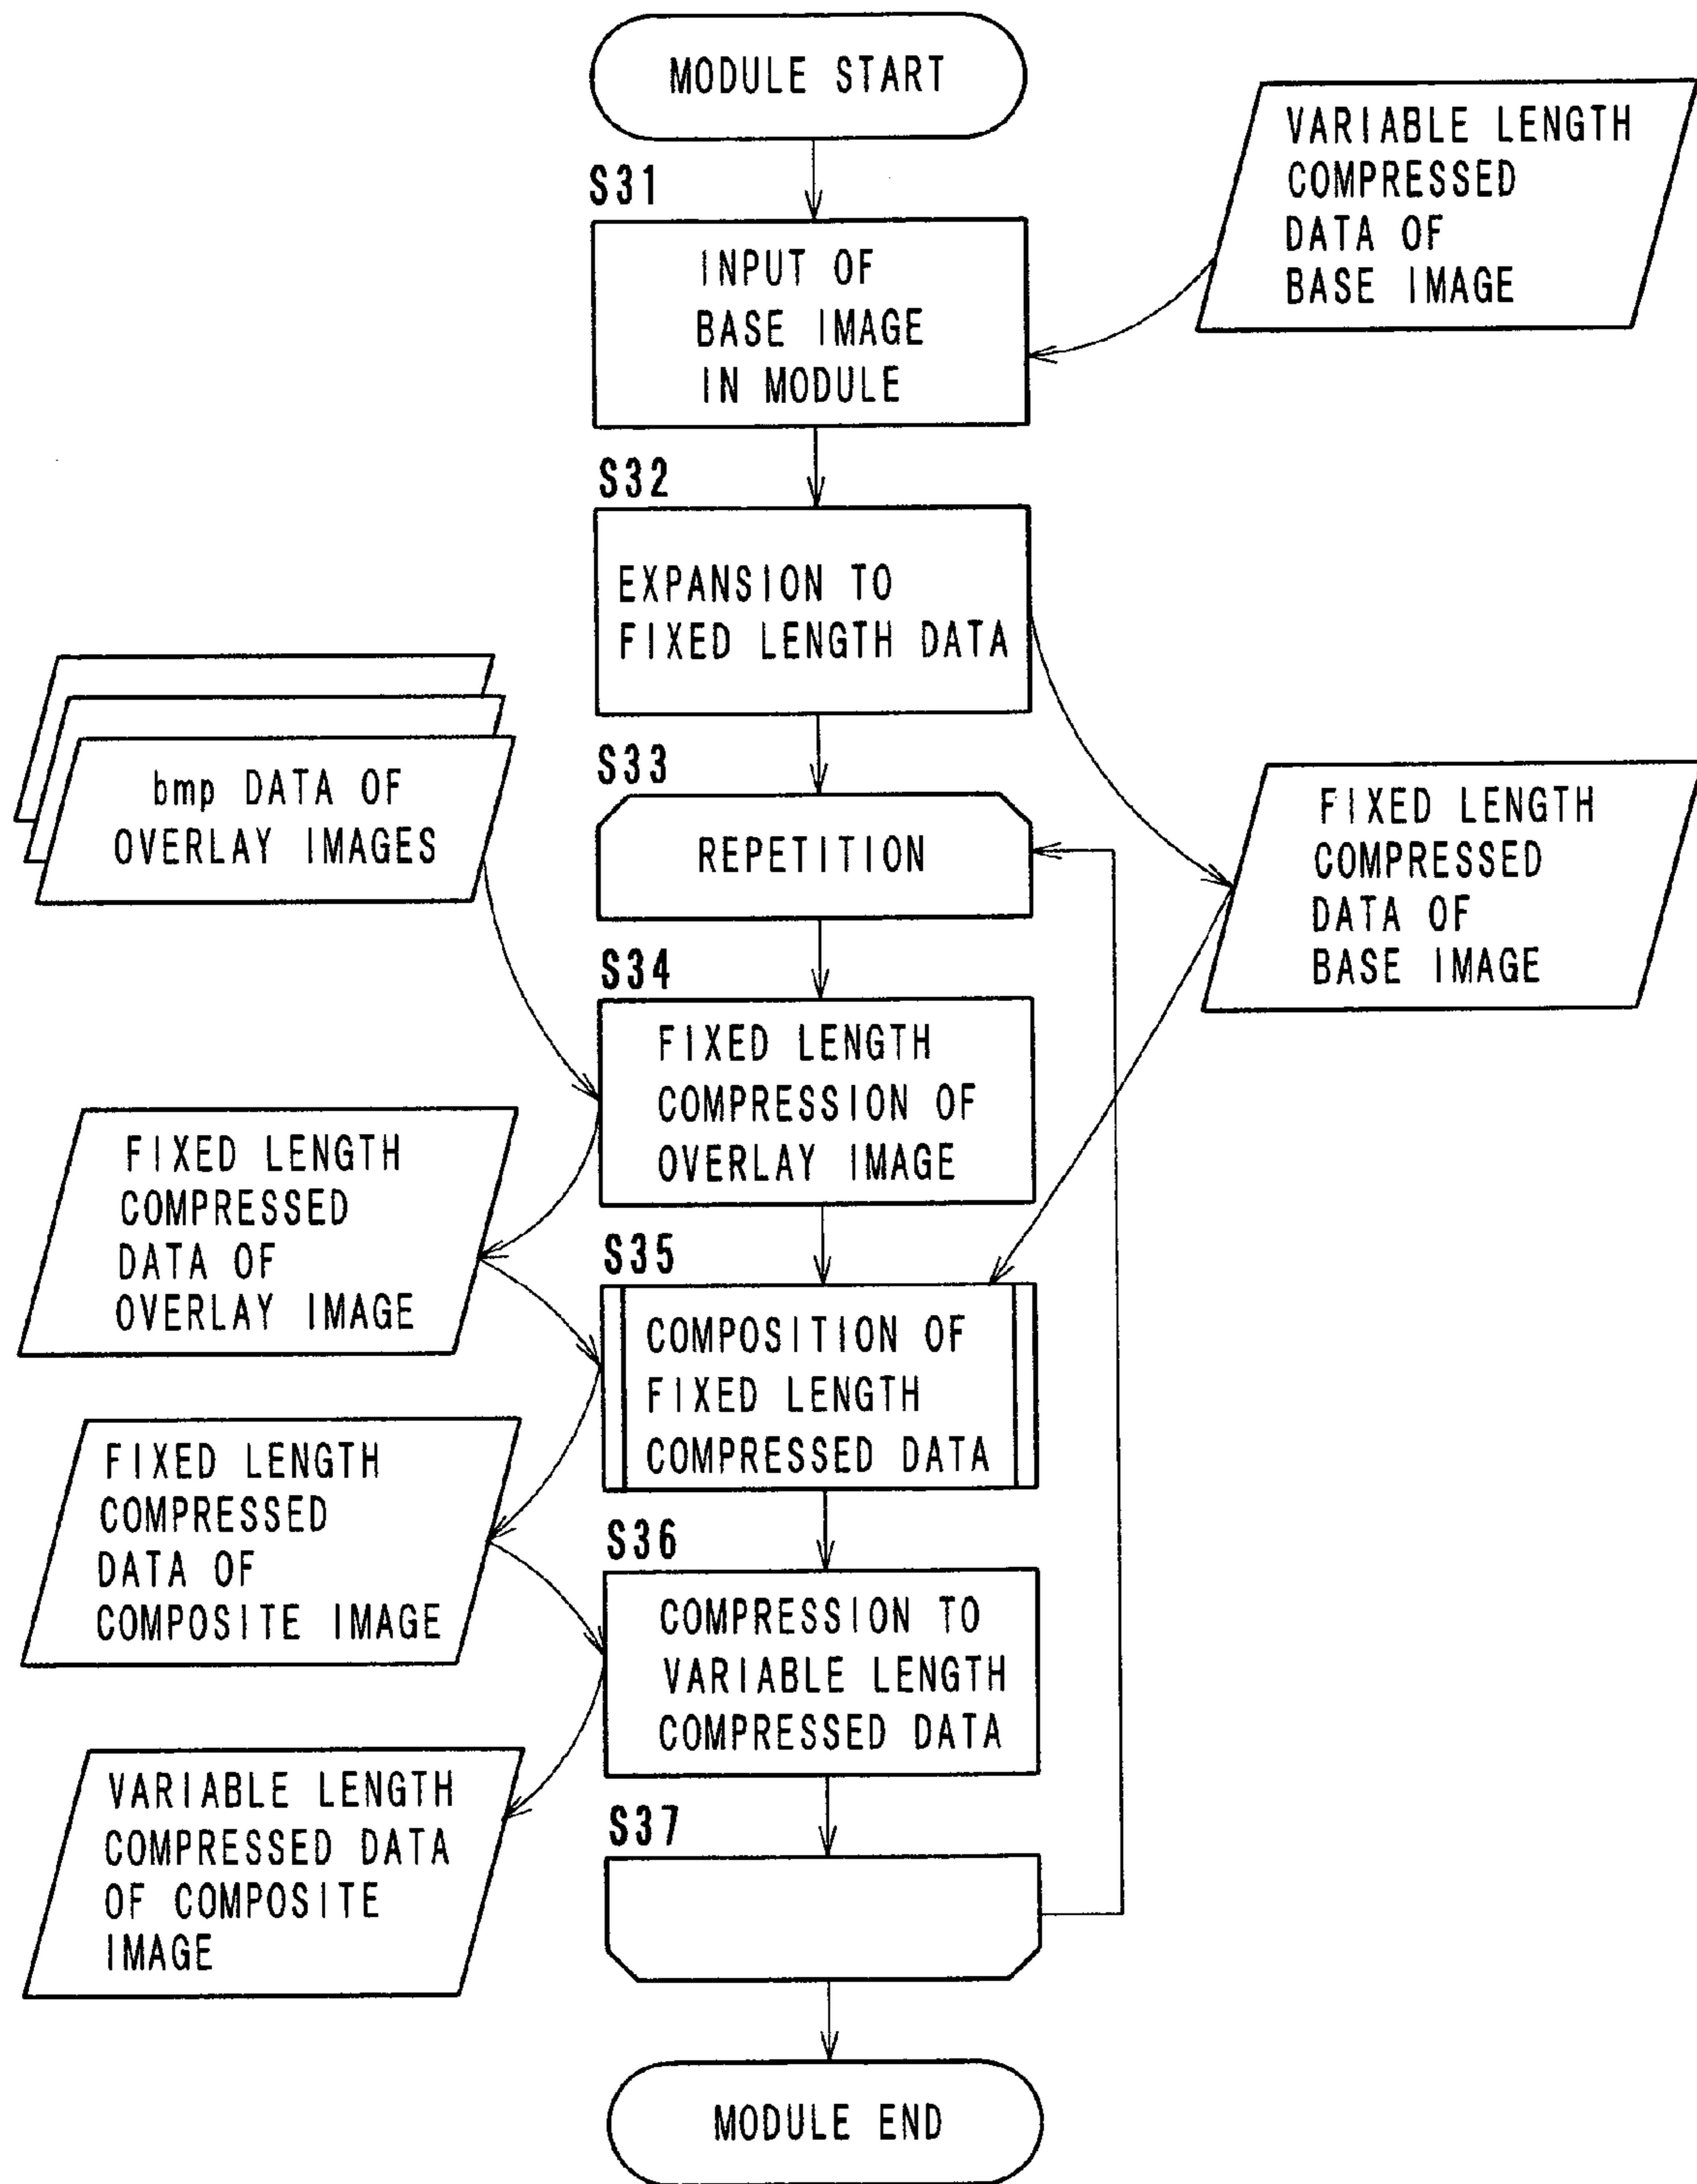 MODULE START
VARIABLE LENGTH
COMPRESSED
DATA OF
BASE IMAGE
S31
INPUT OF
BASE IMAGE
IN MODULE
S32
EXPANSION TO
FIXED LENGTH DATA
bmp DATA OF
OVERLAY IMAGES
S33
REPETITION
FIXED LENGTH
COMPRESSED
DATA OF
BASE IMAGE
S34
FIXED LENGTH
COMPRESSION OF
OVERLAY IMAGE
FIXED LENGTH
COMPRESSED
DATA OF
OVERLAY IMAGE
S35
COMPOSITION OF
FIXED LENGTH
COMPRESSED DATA
FIXED LENGTH
COMPRESSED
DATA OF
COMPOSITE IMAGE
S36
COMPRESSION TO
VARIABLE LENGTH
COMPRESSED DATA
VARIABLE LENGTH
COMPRESSED DATA
OF COMPOSITE
IMAGE
S37
MODULE END